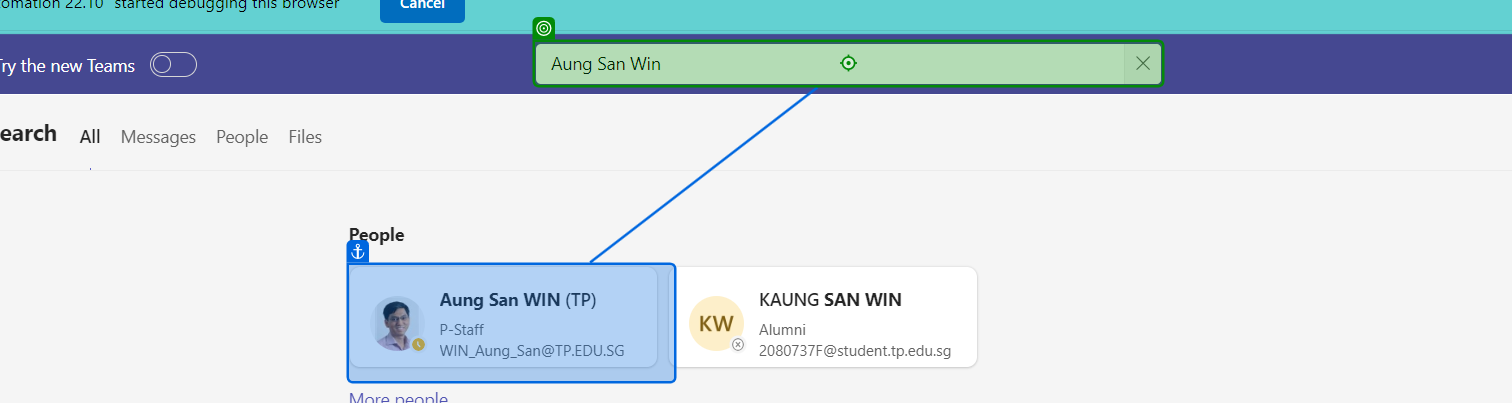 omation 22.10" started debugging this browser
Cancel
Try the new Teams
Aung San Win
earch
All
Messages
People
Files
People
Aung San WIN (TP)
P-Staff
WIN_Aung_San@TP.EDU.SG
KW
KAUNG SAN WIN
Alumni
2080737F@student.tp.edu.sg
More people